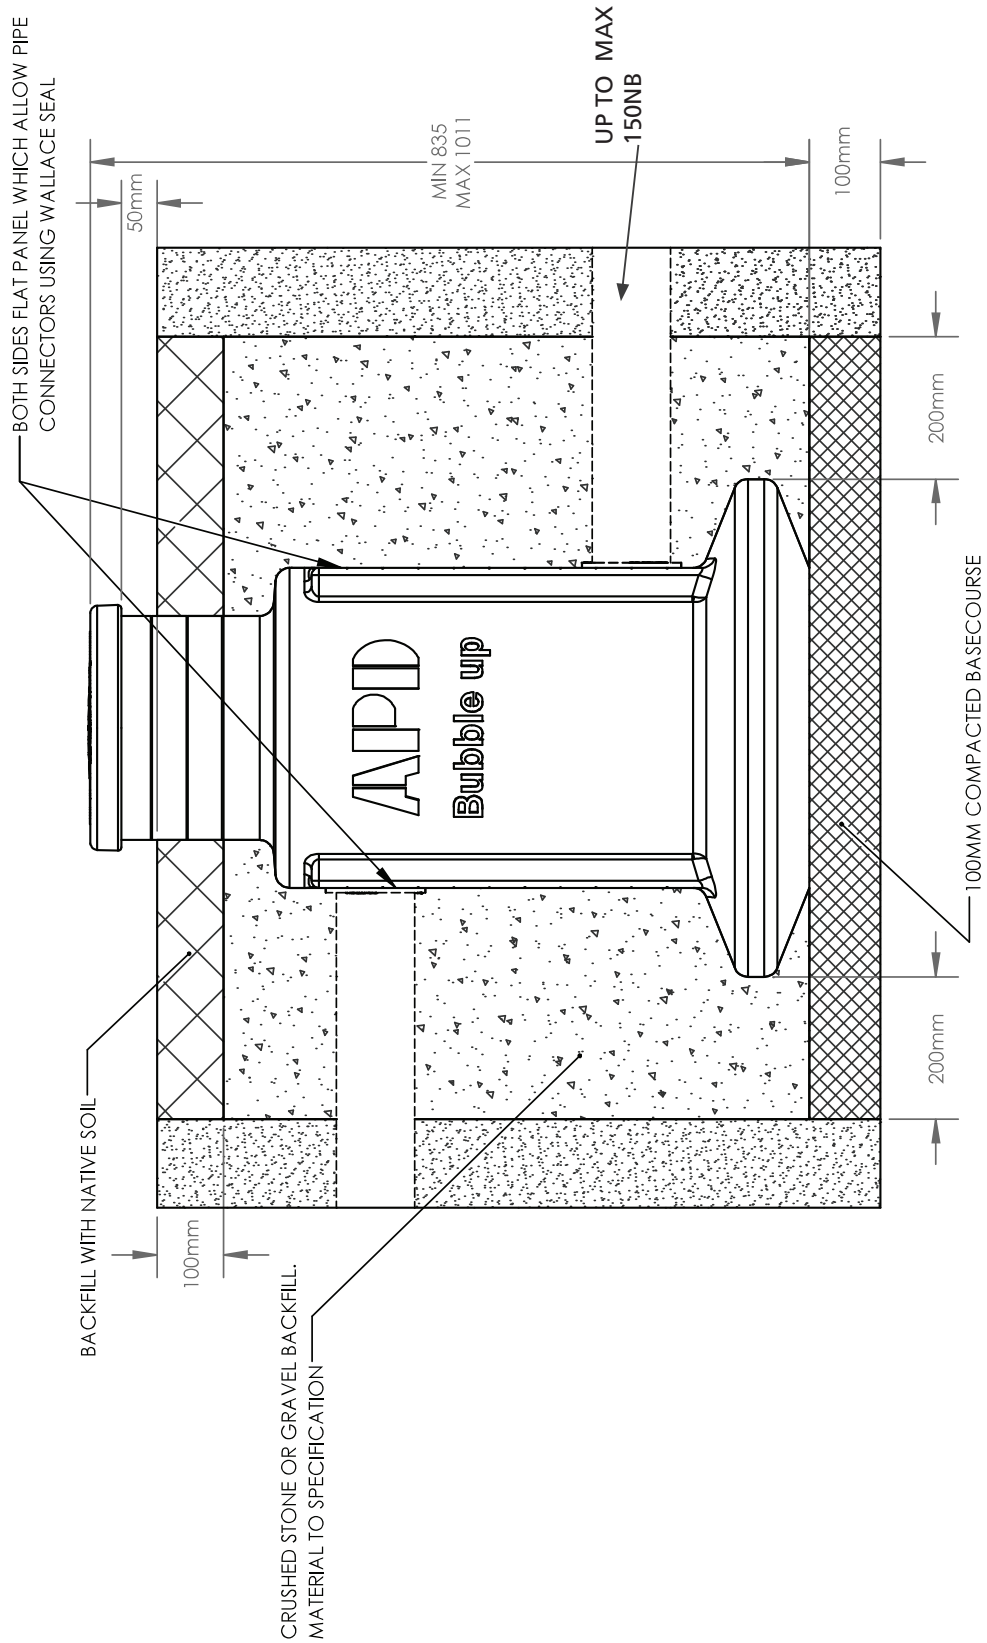 BOTH SIDES FLAT PANEL WHICH ALLOW PIPE
CONNECTORS USING WALLACE SEAL
50mm
MIN 835
MAX 1011
UP TO MAX
150NB
100mm
BACKFILL WITH NATIVE SOIL
100mm
CRUSHED STONE OR GRAVEL BACKFILL.
MATERIAL TO SPECIFICATION
APD
Bubble up
200mm
200mm
100MM COMPACTED BASECOURSE